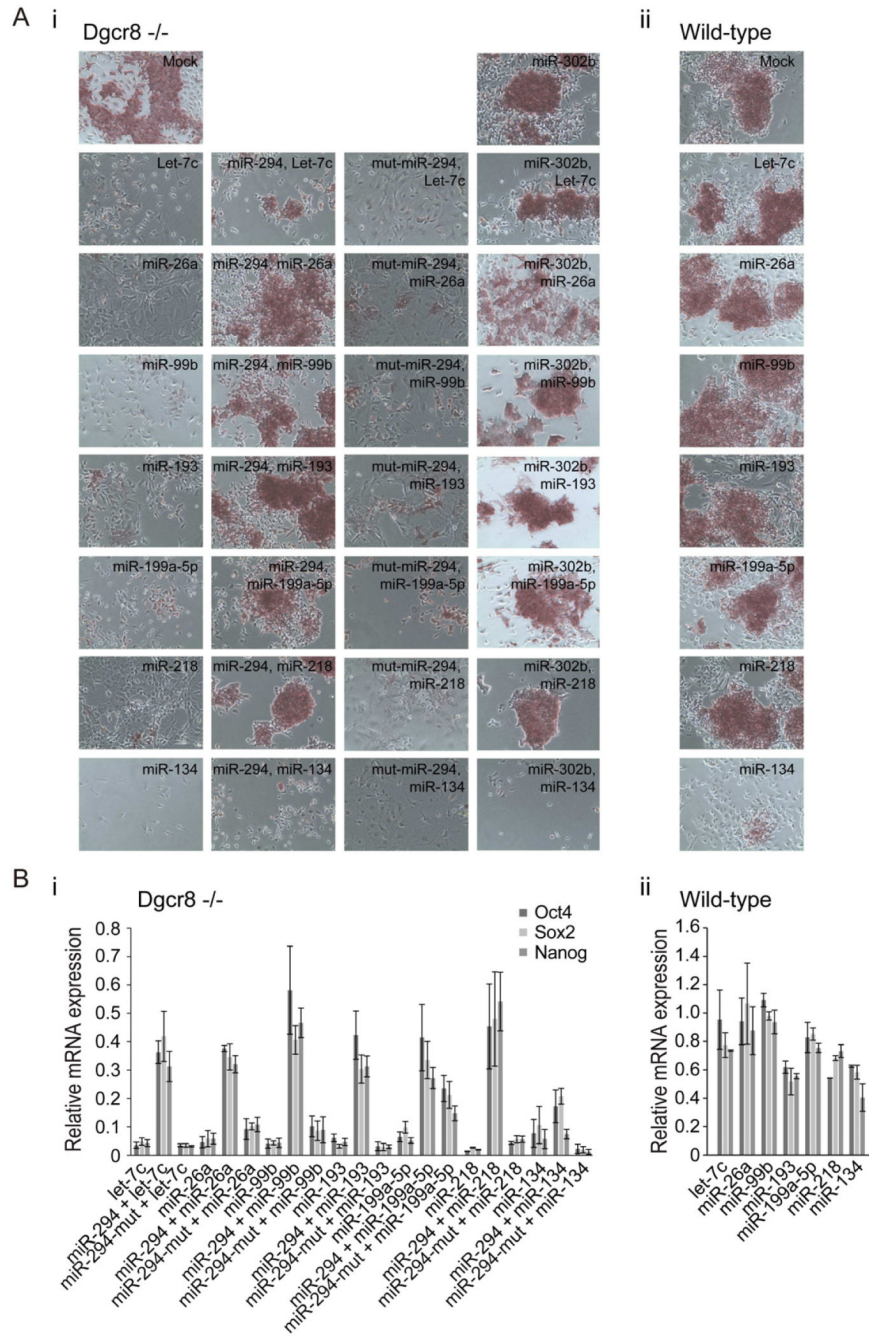 A
i
ii
Dgcr8 -/-
Wild-type
Mock
miR-302b
Mock
Let-7c
miR-294, Let-7c
mut-miR-294,
Let-7c
miR-302b,
Let-7c
Let-7c
miR-26a
miR-294, miR-26a
mut-miR-294,
miR-26a
miR-302b,
miR-26a
miR-26a
miR-99b
miR-294, miR-99b
mut-miR-294,
miR-99b
miR-302b,
miR-99b
miR-99b
miR-193
miR-294, miR-193
mut-miR-294,
miR-193
miR-302b,
miR-193
miR-193
miR-199a-5p
miR-294,
miR-199a-5p
mut-miR-294,
miR-199a-5p
miR-302b,
miR-199a-5p
miR-199a-5p
miR-218
miR-294, miR-218
mut-miR-294,
miR-218
miR-302b,
miR-218
miR-218
miR-134
miR-294, miR-134
mut-miR-294,
miR-134
miR-302b,
miR-134
miR-134
B
i
Dgcr8 -/-
Oct4
Sox2
Nanog
Relative mRNA expression
0.8
0.7
0.6
0.5
0.4
0.3
0.2
0.1
0
let-7c
miR-294 + let-7c
miR-294-mut + let-7c
miR-26a
miR-294 + miR-26a
miR-294-mut + miR-26a
miR-99b
miR-294 + miR-99b
miR-294-mut + miR-99b
miR-193
miR-294 + miR-193
miR-294-mut + miR-193
miR-199a-5p
miR-294 + miR-199a-5p
miR-294-mut + miR-199a-5p
miR-218
miR-294 + miR-218
miR-294-mut + miR-218
miR-134
miR-294 + miR-134
miR-294-mut + miR-134
ii
Wild-type
Relative mRNA expression
1.6
1.4
1.2
1.0
0.8
0.6
0.4
0.2
0
let-7c
miR-26a
miR-99b
miR-193
miR-199a-5p
miR-218
miR-134